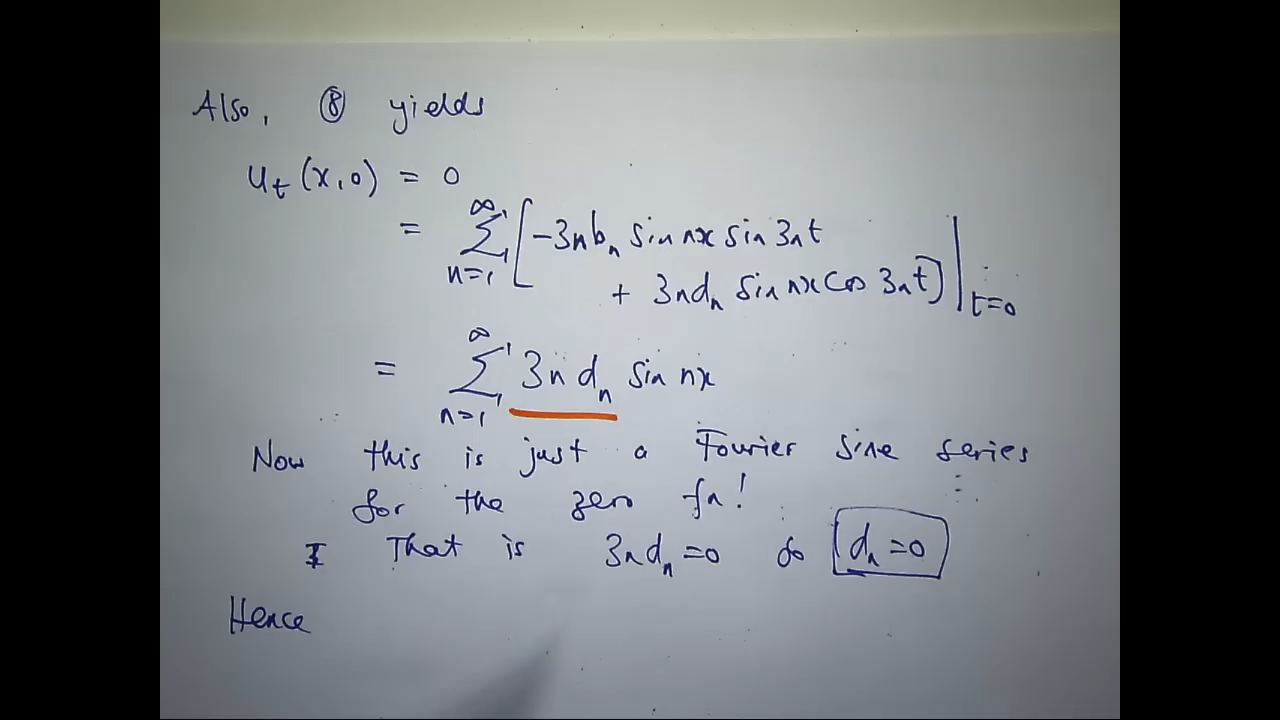 Also, ⑧ yields
u_t (x,0) = 0
= ∑_{n=1}^{∞} [ -3n b_n sin nx sin 3nt
+ 3n d_n sin nx cos 3nt ] |_{t=0}
= ∑_{n=1}^{∞} 3n d_n sin nx
Now this is just a Fourier sine series
for the zero fn!
That is 3n d_n = 0 so d_n = 0
Hence